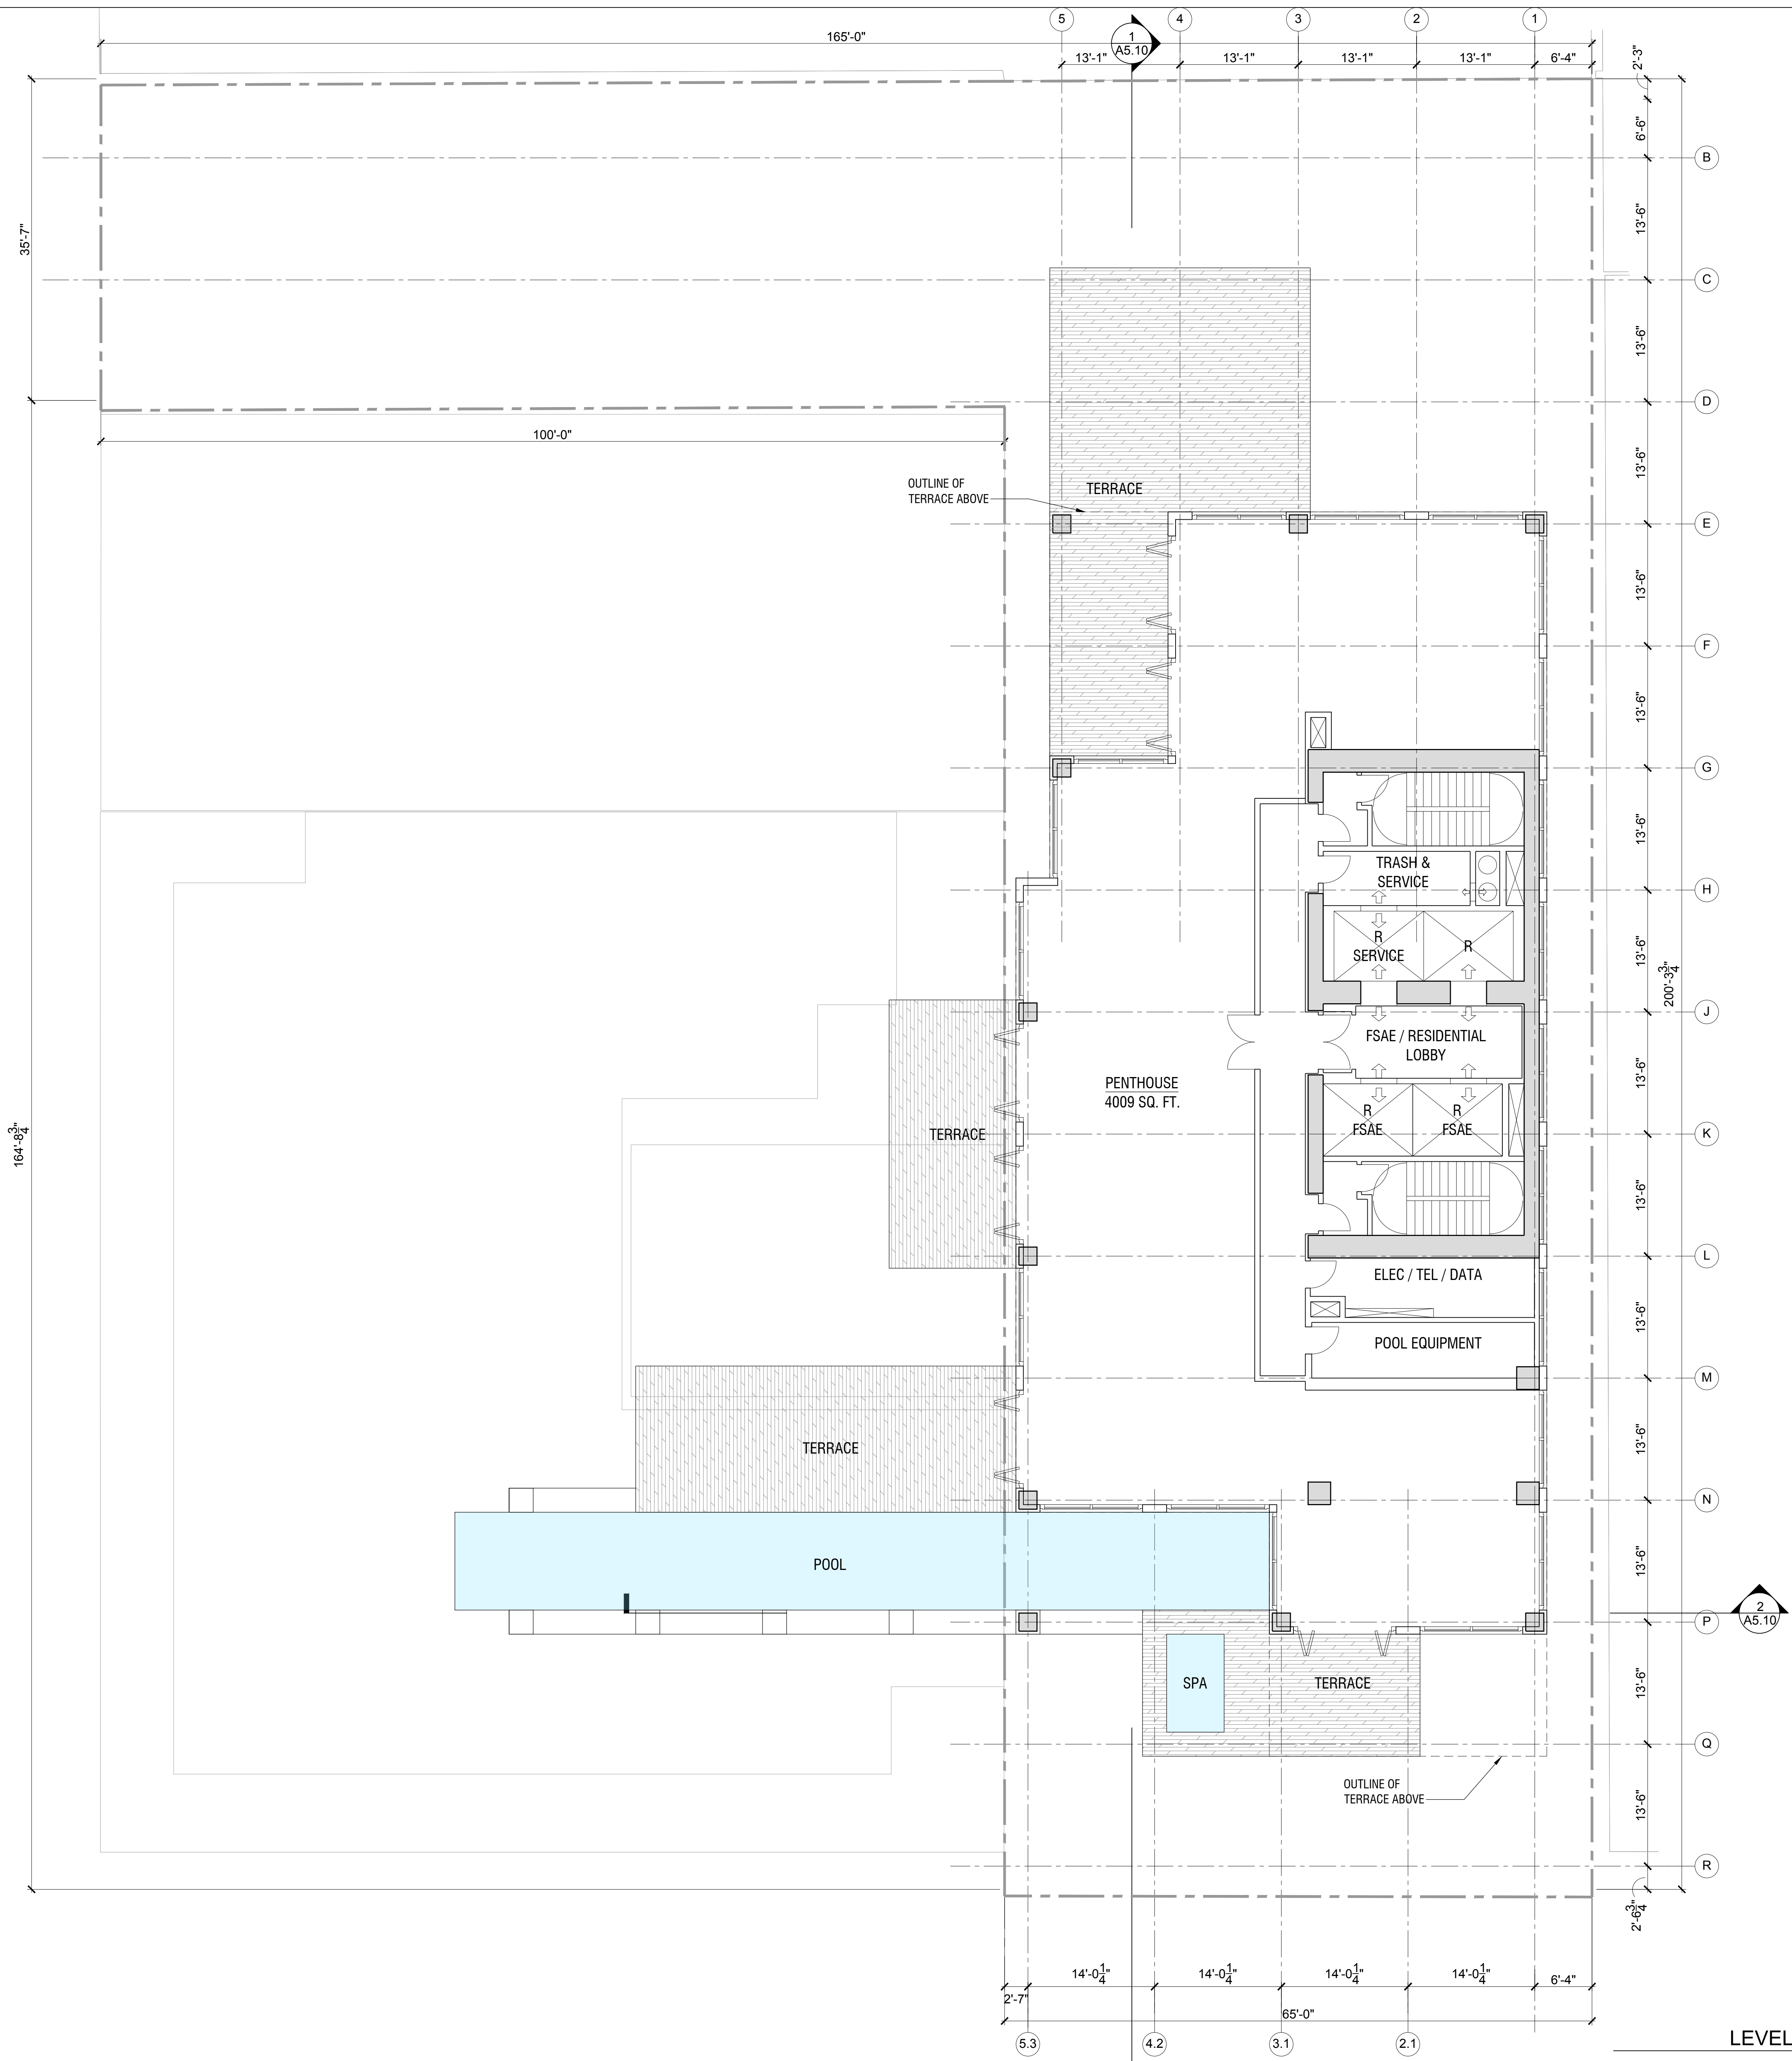 5
4
3
2
1
1
A5.10
165'-0"
13'-1"
13'-1"
13'-1"
13'-1"
6'-4"
2'-3"
6'-6"
B
35'-7"
13'-6"
C
13'-6"
D
100'-0"
13'-6"
OUTLINE OF
TERRACE ABOVE
TERRACE
E
13'-6"
F
13'-6"
G
13'-6"
TRASH &
SERVICE
H
R
SERVICE
R
13'-6"
200'-3 3/4"
J
FSAE / RESIDENTIAL
LOBBY
13'-6"
PENTHOUSE
4009 SQ. FT.
R
FSAE
R
FSAE
TERRACE
K
164'-8 3/4"
13'-6"
L
ELEC / TEL / DATA
13'-6"
POOL EQUIPMENT
M
TERRACE
13'-6"
N
POOL
13'-6"
2
A5.10
P
SPA
TERRACE
13'-6"
Q
OUTLINE OF
TERRACE ABOVE
13'-6"
R
2'-6 3/4"
14'-0 1/4"
14'-0 1/4"
14'-0 1/4"
14'-0 1/4"
6'-4"
2'-7"
65'-0"
5.3
4.2
3.1
2.1
LEVEL